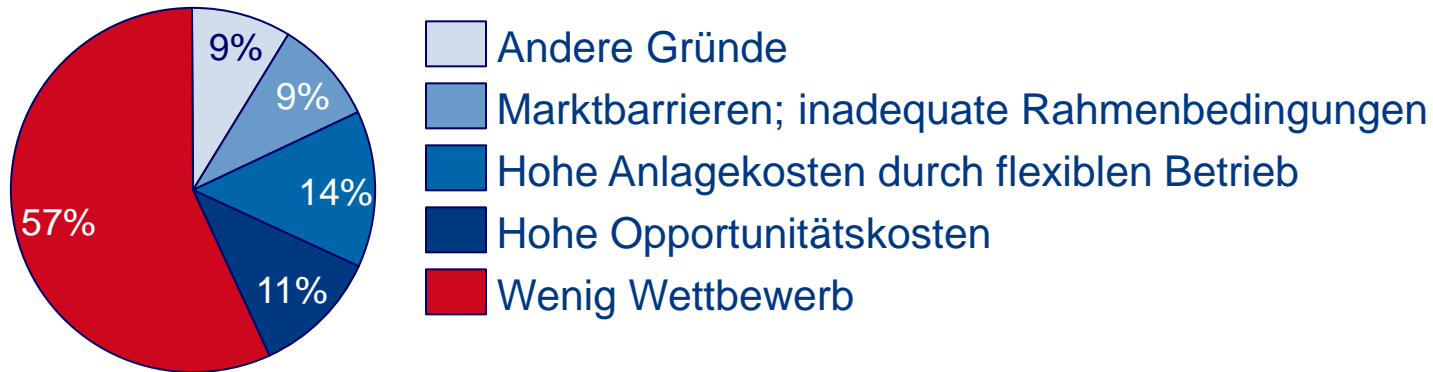 9%
Andere Gründe
9%
Marktbarrieren; inadequate Rahmenbedingungen
14%
Hohe Anlagekosten durch flexiblen Betrieb
57%
11%
Hohe Opportunitätskosten
Wenig Wettbewerb